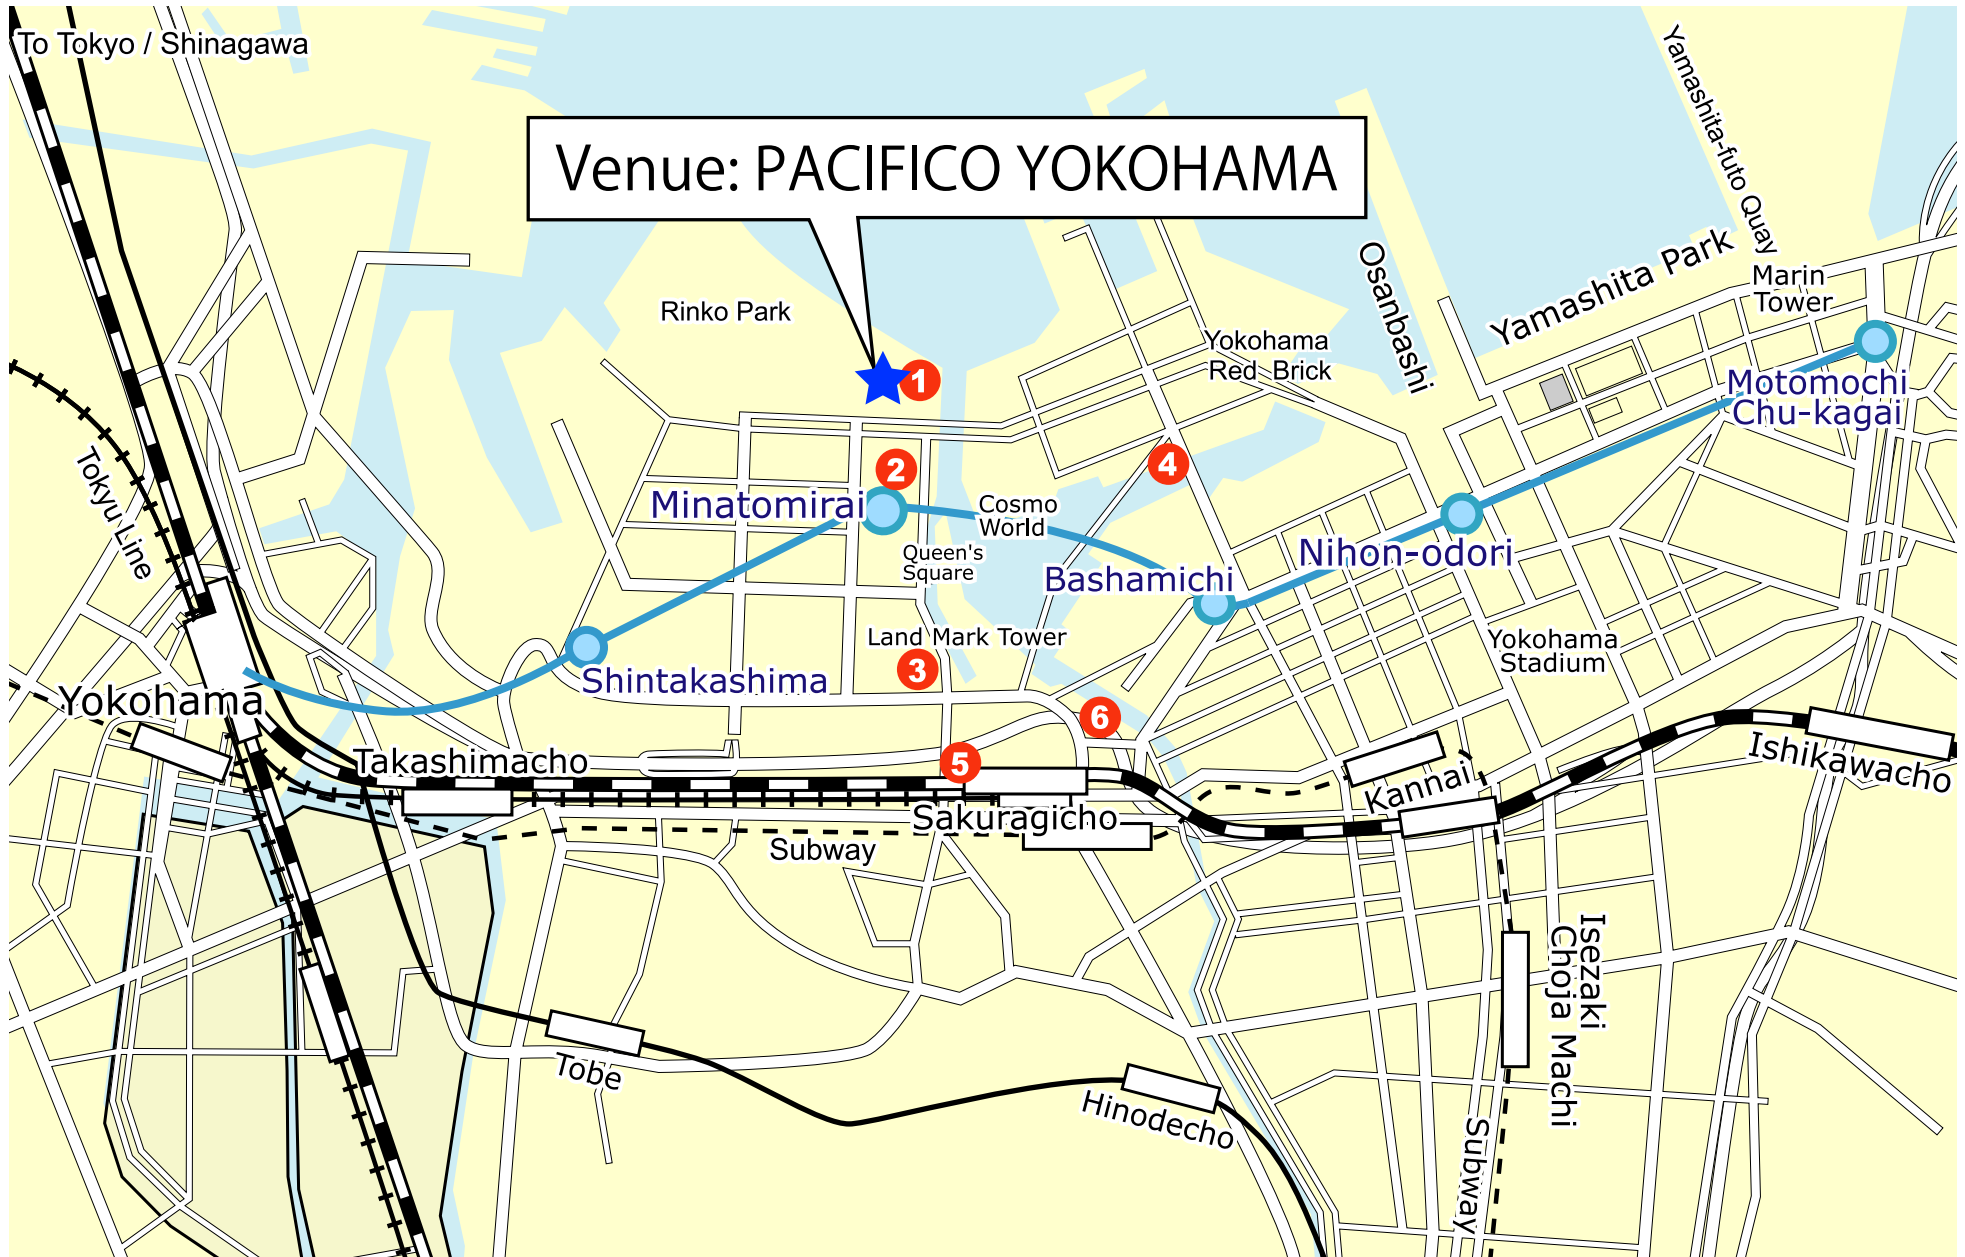 To Tokyo / Shinagawa
Yamashita-futo Quay
Venue: PACIFICO YOKOHAMA
Osanbashi
Yamashita Park
Marin
Tower
Rinko Park
Yokohama
Red Brick
1
Motomochi
Chu-kagai
2
4
Tokyu Line
Minatomirai
Cosmo
World
Queen's
Square
Nihon-odori
Bashamichi
Land Mark Tower
Yokohama
Stadium
3
Shintakashima
Yokohama
6
Takashimacho
5
Ishikawacho
Kannai
Sakuragicho
Subway
Isezaki
Choja Machi
Tobe
Hinodecho
Subway